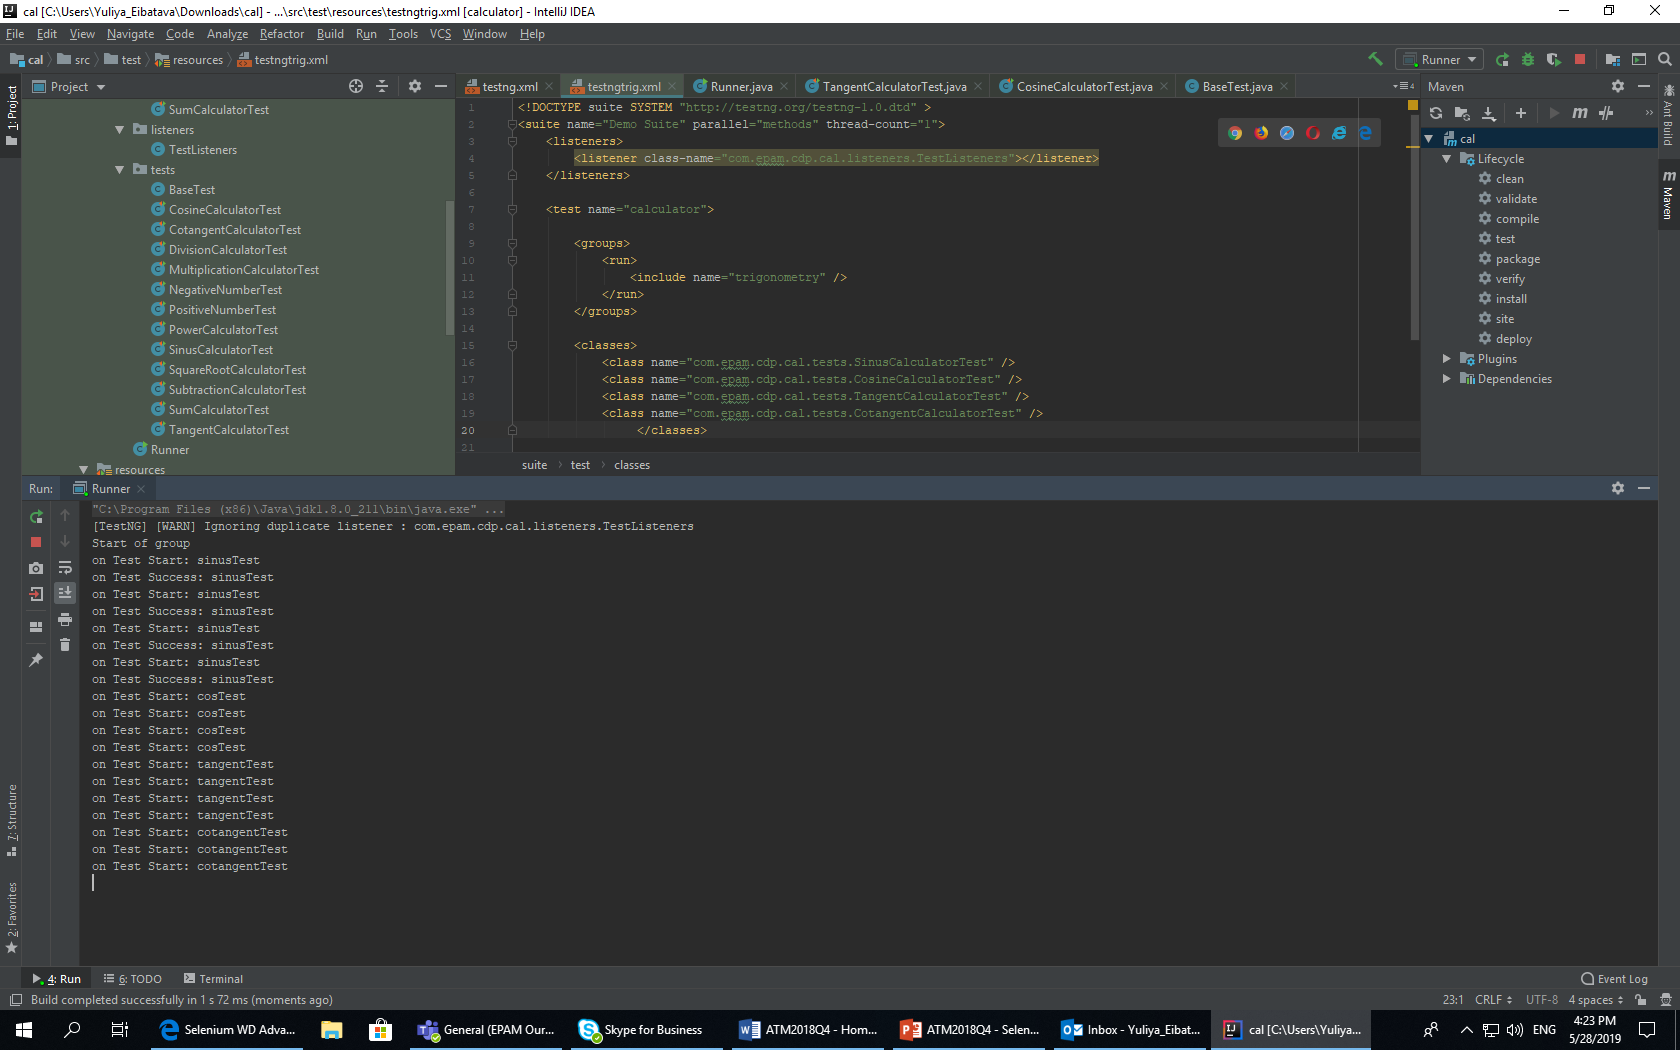 cal [C:\Users\Yuliya_Eibatava\Downloads\cal] - ...\src\test\resources\testngtrig.xml [calculator] - IntelliJ IDEA
File Edit View Navigate Code Analyze Refactor Build Run Tools VCS Window Help
cal src test resources testngtrig.xml Runner
Project testng.xml testngtrig.xml Runner.java TangentCalculatorTest.java CosineCalculatorTest.java BaseTest.java 4 Maven
1: Project
7: Structure
2: Favorites
SumCalculatorTest
listeners
TestListeners
tests
BaseTest
CosineCalculatorTest
CotangentCalculatorTest
DivisionCalculatorTest
MultiplicationCalculatorTest
NegativeNumberTest
PositiveNumberTest
PowerCalculatorTest
SinusCalculatorTest
SquareRootCalculatorTest
SubtractionCalculatorTest
SumCalculatorTest
TangentCalculatorTest
Runner
resources
1 <!DOCTYPE suite SYSTEM "http://testng.org/testng-1.0.dtd" >
2 <suite name="Demo Suite" parallel="methods" thread-count="1">
3 <listeners>
4 <listener class-name="com.epam.cdp.cal.listeners.TestListeners"></listener>
5 </listeners>
6
7 <test name="calculator">
8
9 <groups>
10 <run>
11 <include name="trigonometry" />
12 </run>
13 </groups>
14
15 <classes>
16 <class name="com.epam.cdp.cal.tests.SinusCalculatorTest" />
17 <class name="com.epam.cdp.cal.tests.CosineCalculatorTest" />
18 <class name="com.epam.cdp.cal.tests.TangentCalculatorTest" />
19 <class name="com.epam.cdp.cal.tests.CotangentCalculatorTest" />
20 </classes>
21
suite test classes
cal
Lifecycle
clean
validate
compile
test
package
verify
install
site
deploy
Plugins
Dependencies
Ant Build
Maven
Run: Runner
"C:\Program Files (x86)\Java\jdk1.8.0_211\bin\java.exe" ...
[TestNG] [WARN] Ignoring duplicate listener : com.epam.cdp.cal.listeners.TestListeners
Start of group
on Test Start: sinusTest
on Test Success: sinusTest
on Test Start: sinusTest
on Test Success: sinusTest
on Test Start: sinusTest
on Test Success: sinusTest
on Test Start: sinusTest
on Test Success: sinusTest
on Test Start: cosTest
on Test Start: cosTest
on Test Start: cosTest
on Test Start: cosTest
on Test Start: tangentTest
on Test Start: tangentTest
on Test Start: tangentTest
on Test Start: tangentTest
on Test Start: cotangentTest
on Test Start: cotangentTest
on Test Start: cotangentTest
4: Run 6: TODO Terminal Event Log
Build completed successfully in 1 s 72 ms (moments ago) 23:1 CRLF UTF-8 4 spaces
Selenium WD Adva... General (EPAM Our... Skype for Business ATM2018Q4 - Hom... ATM2018Q4 - Selen... Inbox - Yuliya_Eibat... cal [C:\Users\Yuliya... ENG 4:23 PM
5/28/2019